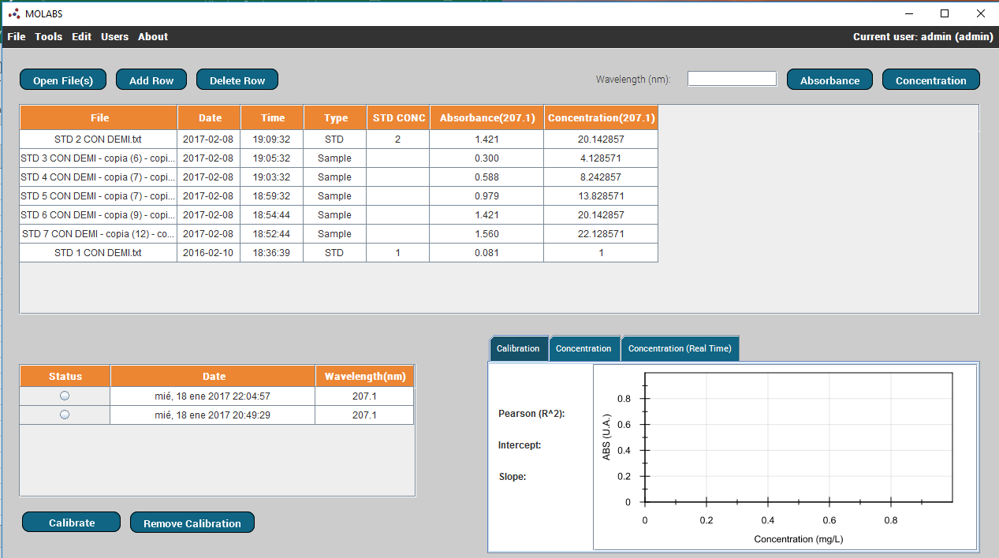 MOLABS
File Tools Edit Users About Current user: admin (admin)
Open File(s) Add Row Delete Row Wavelength (nm): Absorbance Concentration
File Date Time Type STD CONC Absorbance(207.1) Concentration(207.1)
STD 2 CON DEMI.txt 2017-02-08 19:09:32 STD 2 1.421 20.142857
STD 3 CON DEMI - copia (6) - copi... 2017-02-08 19:05:32 Sample 0.300 4.128571
STD 4 CON DEMI - copia (7) - copi... 2017-02-08 19:03:32 Sample 0.588 8.242857
STD 5 CON DEMI - copia (7) - copi... 2017-02-08 18:59:32 Sample 0.979 13.828571
STD 6 CON DEMI - copia (9) - copi... 2017-02-08 18:54:44 Sample 1.421 20.142857
STD 7 CON DEMI - copia (12) - co... 2017-02-08 18:52:44 Sample 1.560 22.128571
STD 1 CON DEMI.txt 2016-02-10 18:36:39 STD 1 0.081 1
Status Date Wavelength(nm)
mié, 18 ene 2017 22:04:57 207.1
mié, 18 ene 2017 20:49:29 207.1
Calibrate Remove Calibration
Calibration Concentration Concentration (Real Time)
Pearson (R^2):
Intercept:
Slope:
ABS (U.A.)
0.8
0.6
0.4
0.2
0
0 0.2 0.4 0.6 0.8
Concentration (mg/L)